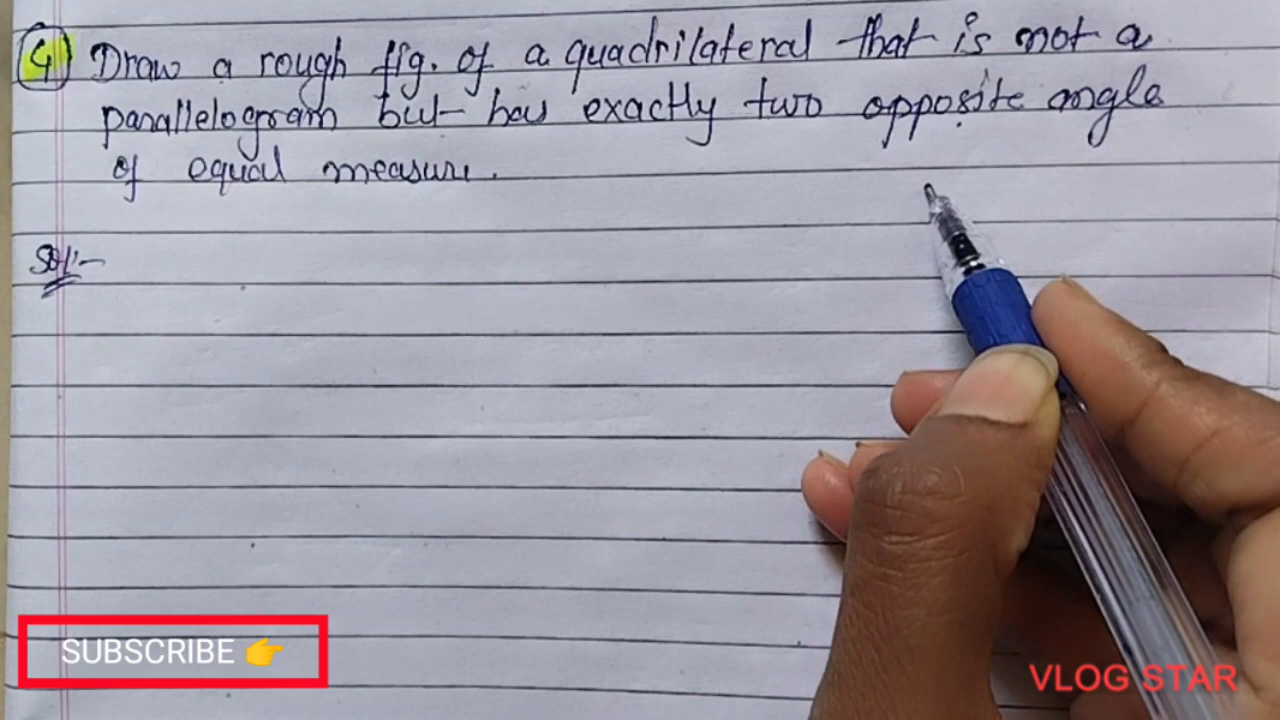 4 Draw a rough fig. of a quadrilateral that is not a
parallelogram but has exactly two opposite angle
of equal measure.
Sol:-
SUBSCRIBE 👉
VLOG STAR